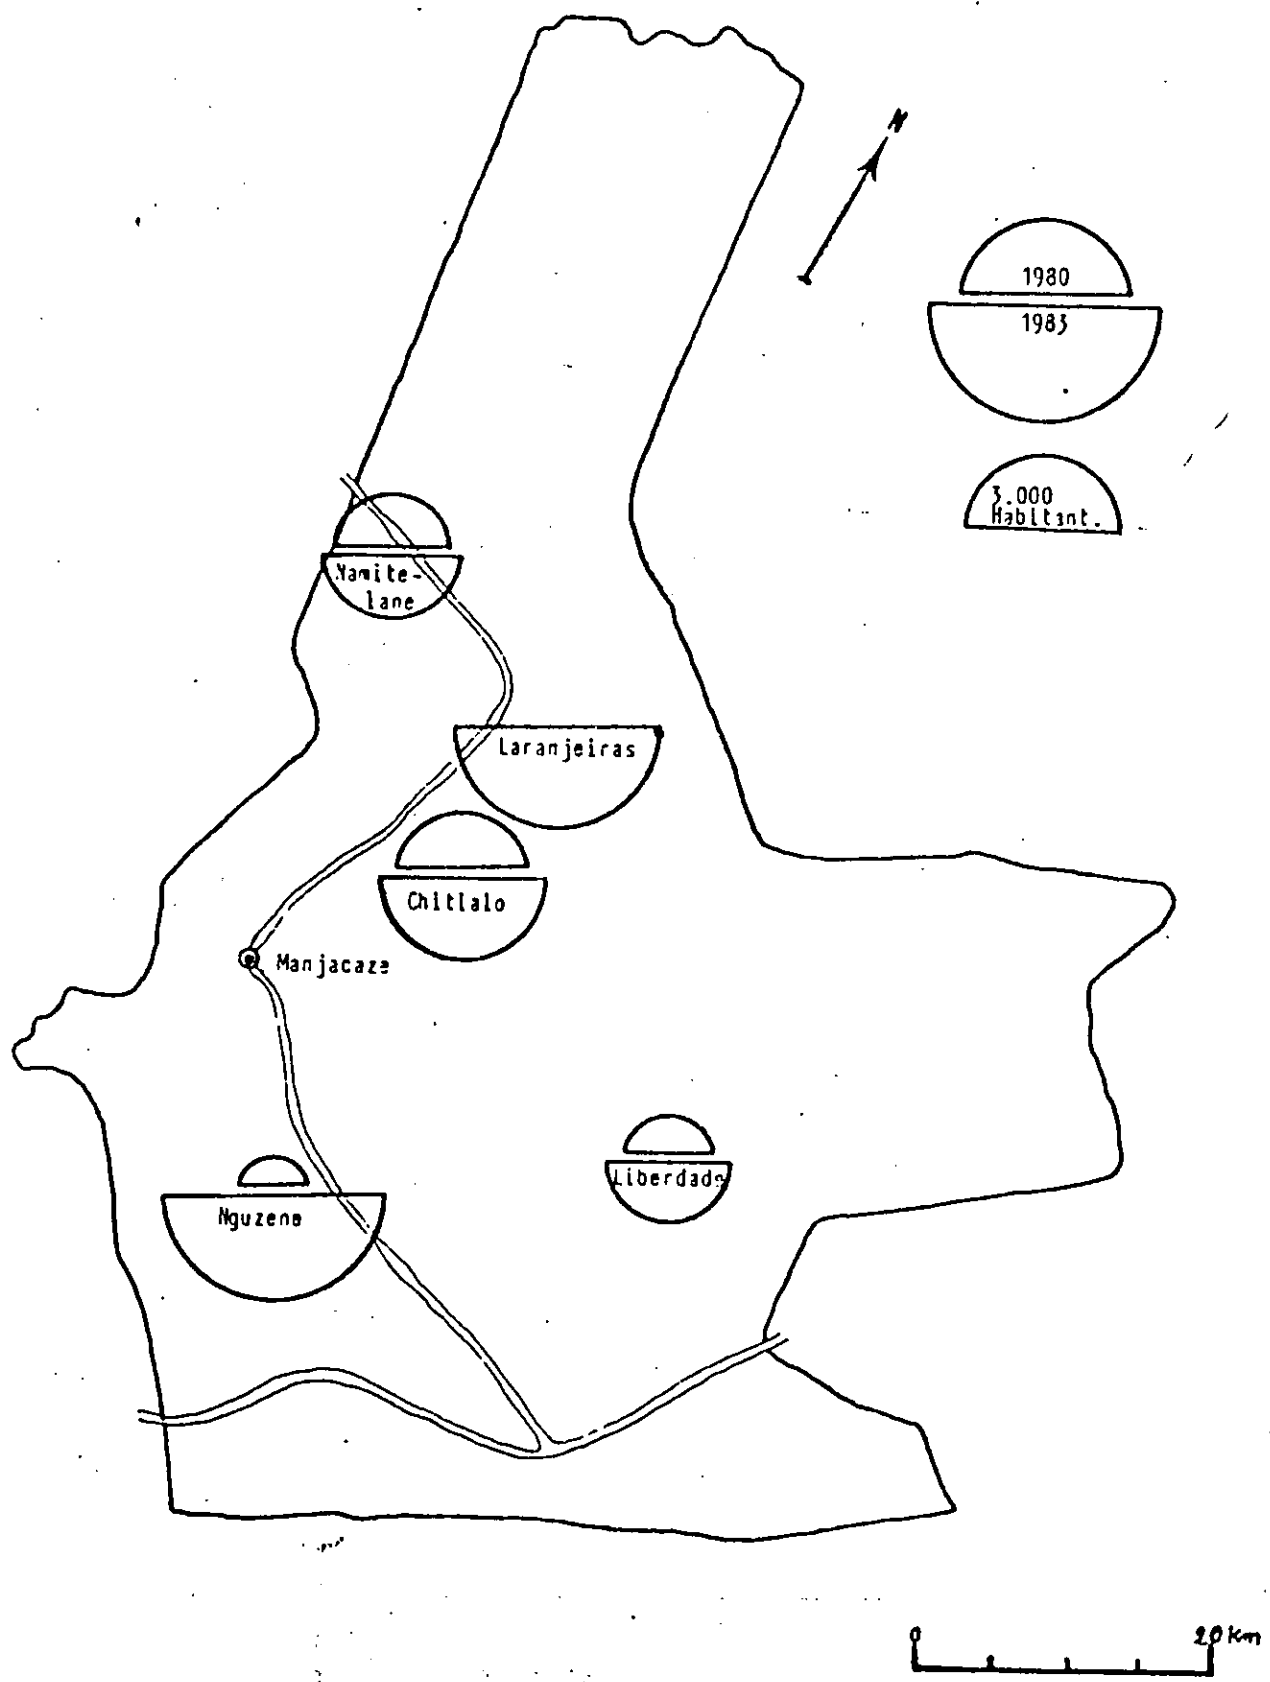 N
1980
1983
3.000
Habitant.
Namite-
lane
Laranjeiras
Chitlalo
Manjacaze
Liberdade
Nguzene
0
20 Km